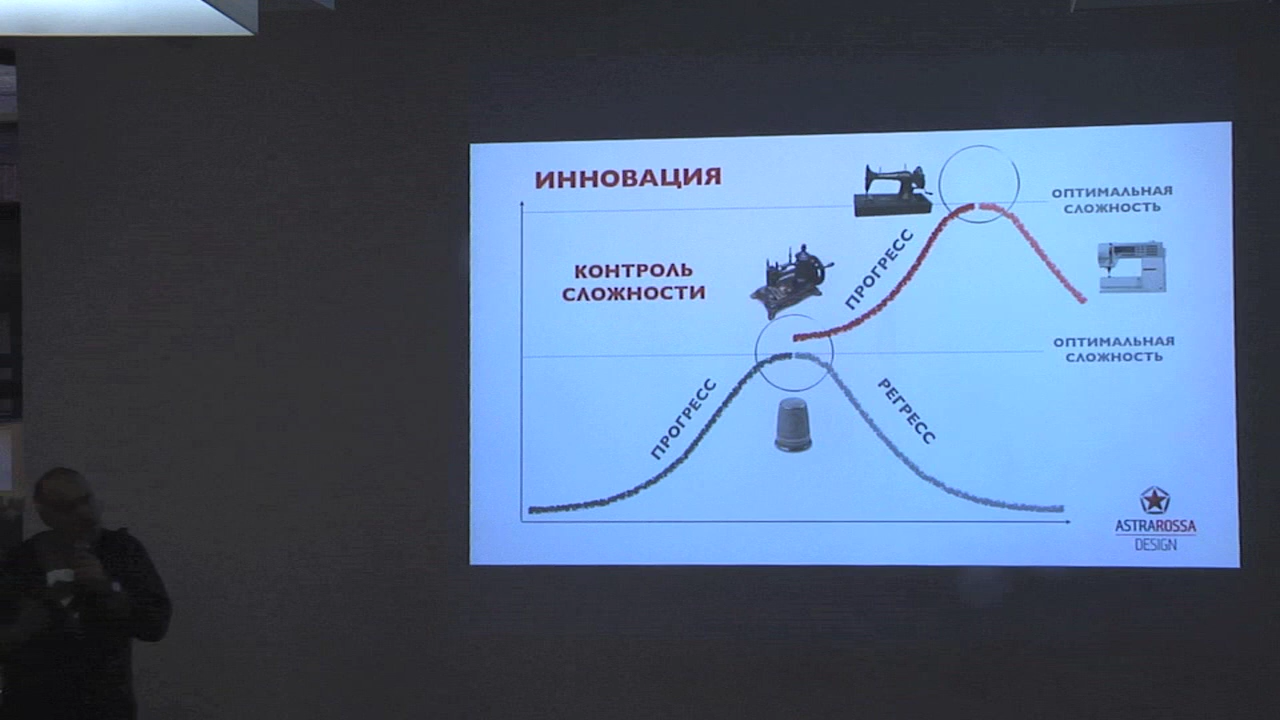 ИННОВАЦИЯ
ОПТИМАЛЬНАЯ
СЛОЖНОСТЬ
КОНТРОЛЬ
СЛОЖНОСТИ
ПРОГРЕСС
ОПТИМАЛЬНАЯ
СЛОЖНОСТЬ
ПРОГРЕСС
РЕГРЕСС
ASTRAROSSA
DESIGN